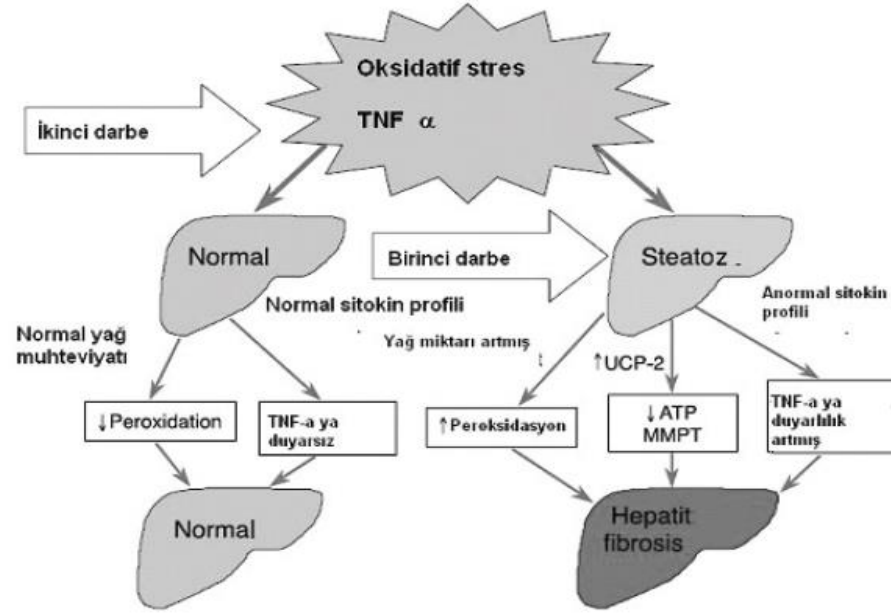 Oksidatif stres
TNF α
İkinci darbe
Normal
Birinci darbe
Steatoz
Normal sitokin profili
Anormal sitokin
profili
Normal yağ
muhteviyatı
Yağ miktarı artmış
↑UCP-2
↓Peroxidation
TNF-a ya
duyarsız
↑Peroksidasyon
↓ATP
MMPT
TNF-a ya
duyarlılık
artmış
Normal
Hepatit
fibrosis